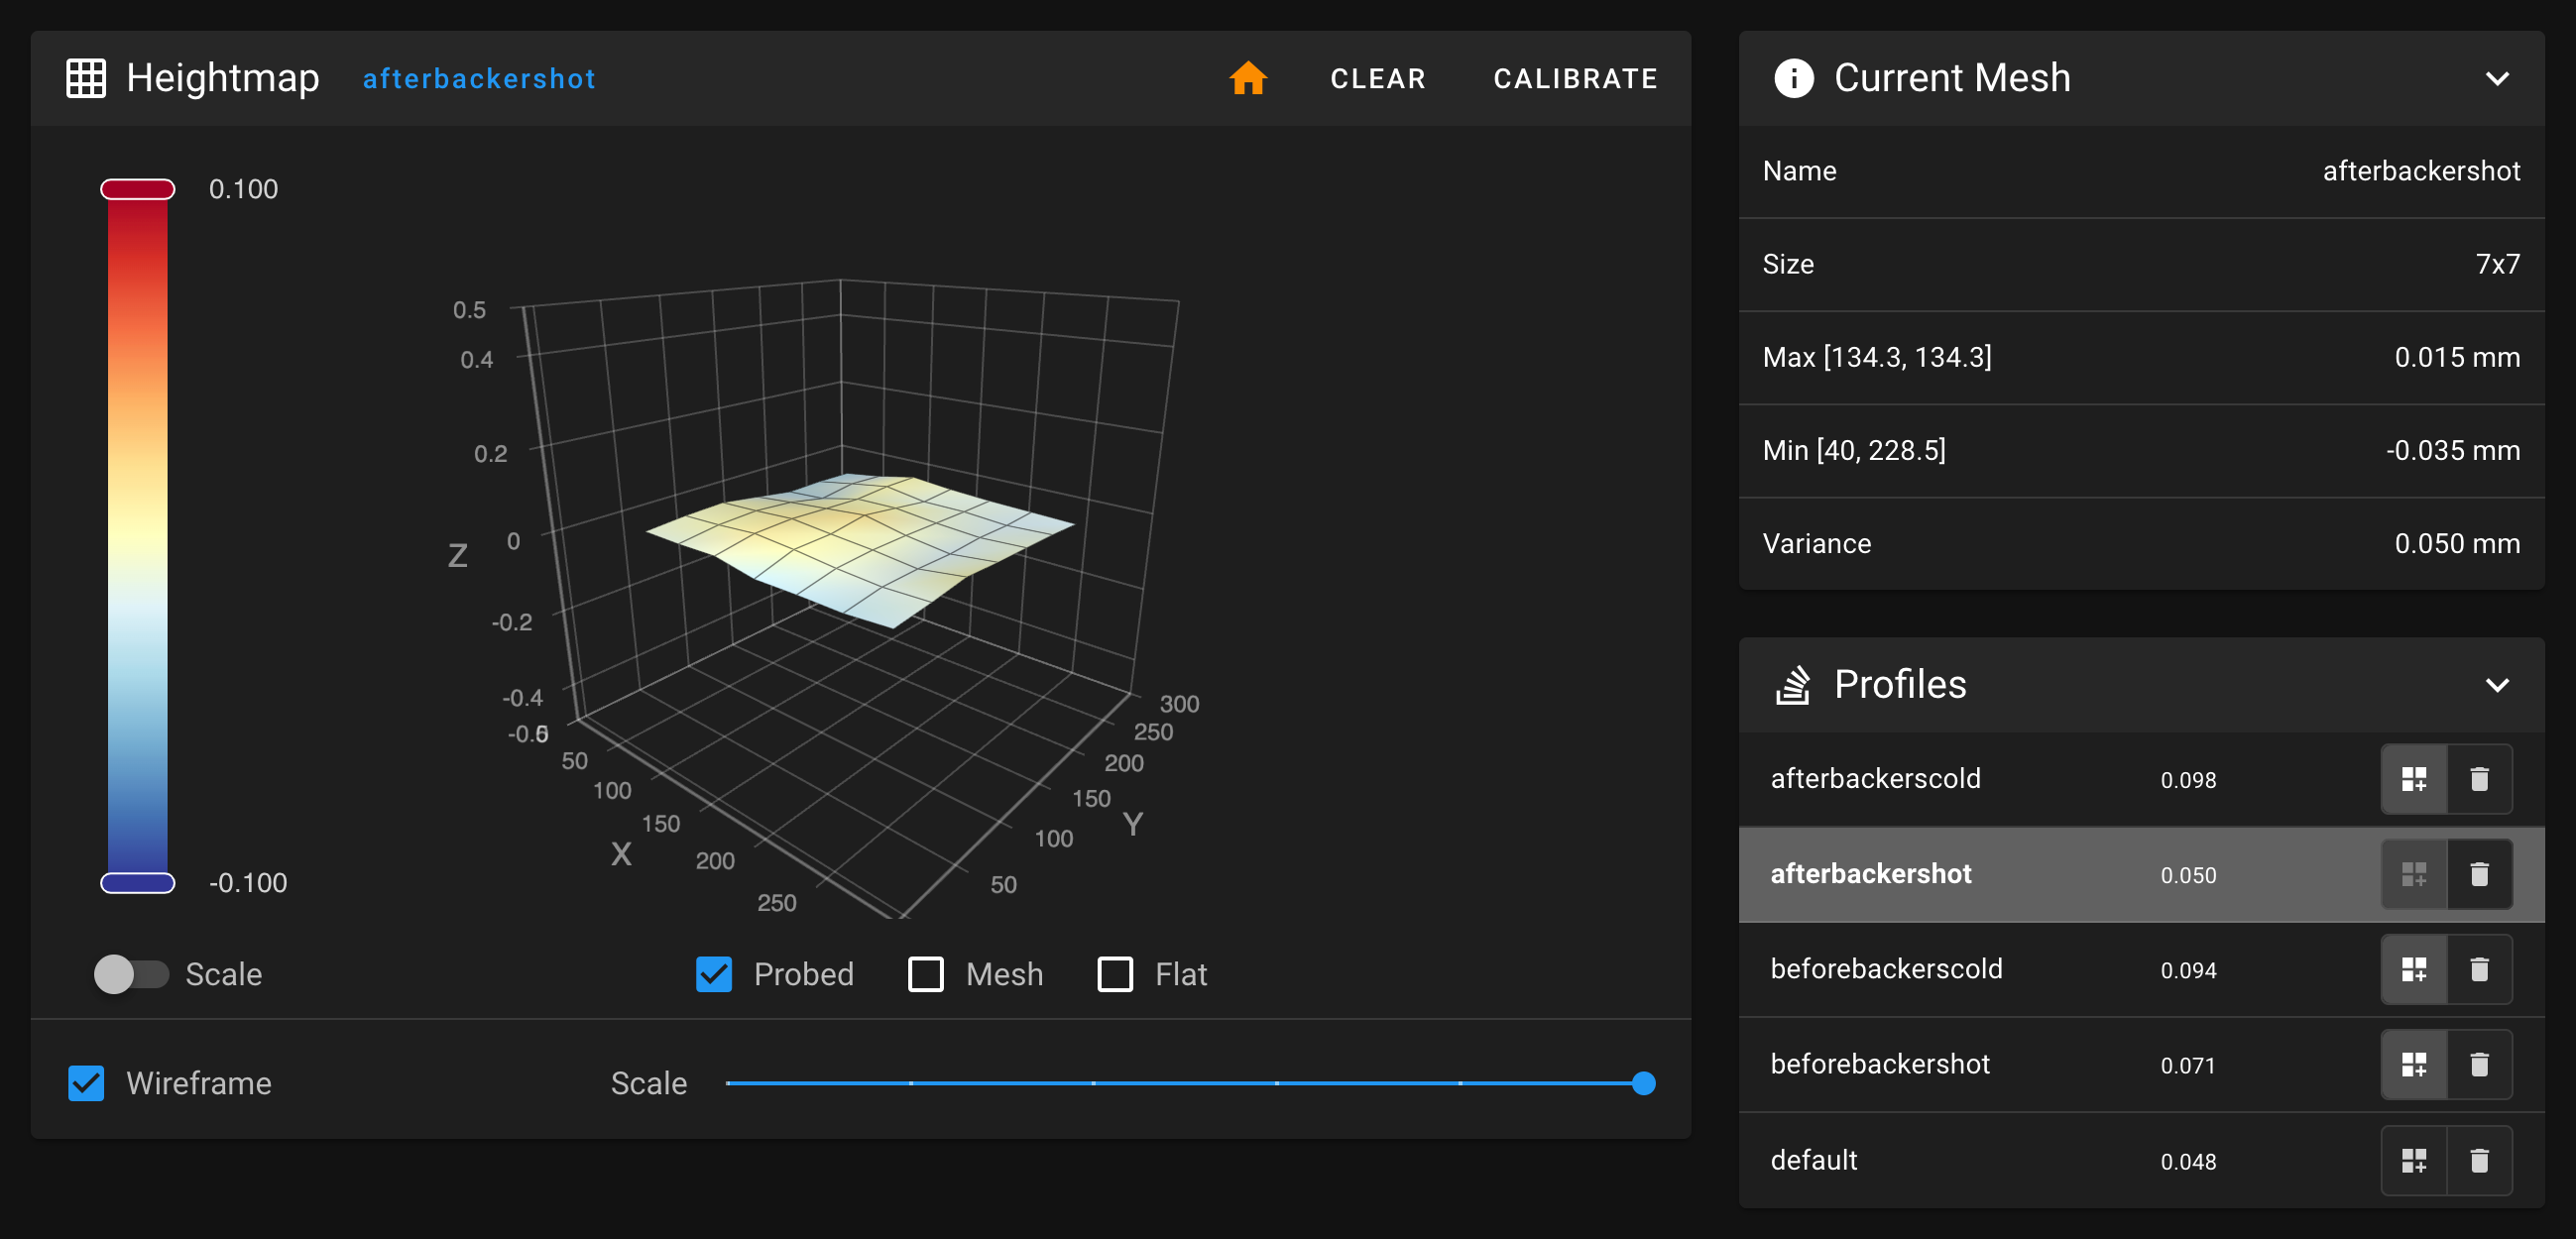 Heightmap afterbackershot CLEAR CALIBRATE
0.100
-0.100
0.5
0.4
0.2
0
-0.2
-0.4
Z
50
100
150
200
250
X
50
100
150
200
250
300
Y
Scale
Probed Mesh Flat
Wireframe Scale
Current Mesh
Name afterbackershot
Size 7x7
Max [134.3, 134.3] 0.015 mm
Min [40, 228.5] -0.035 mm
Variance 0.050 mm
Profiles
afterbackerscold 0.098
afterbackershot 0.050
beforebackerscold 0.094
beforebackershot 0.071
default 0.048